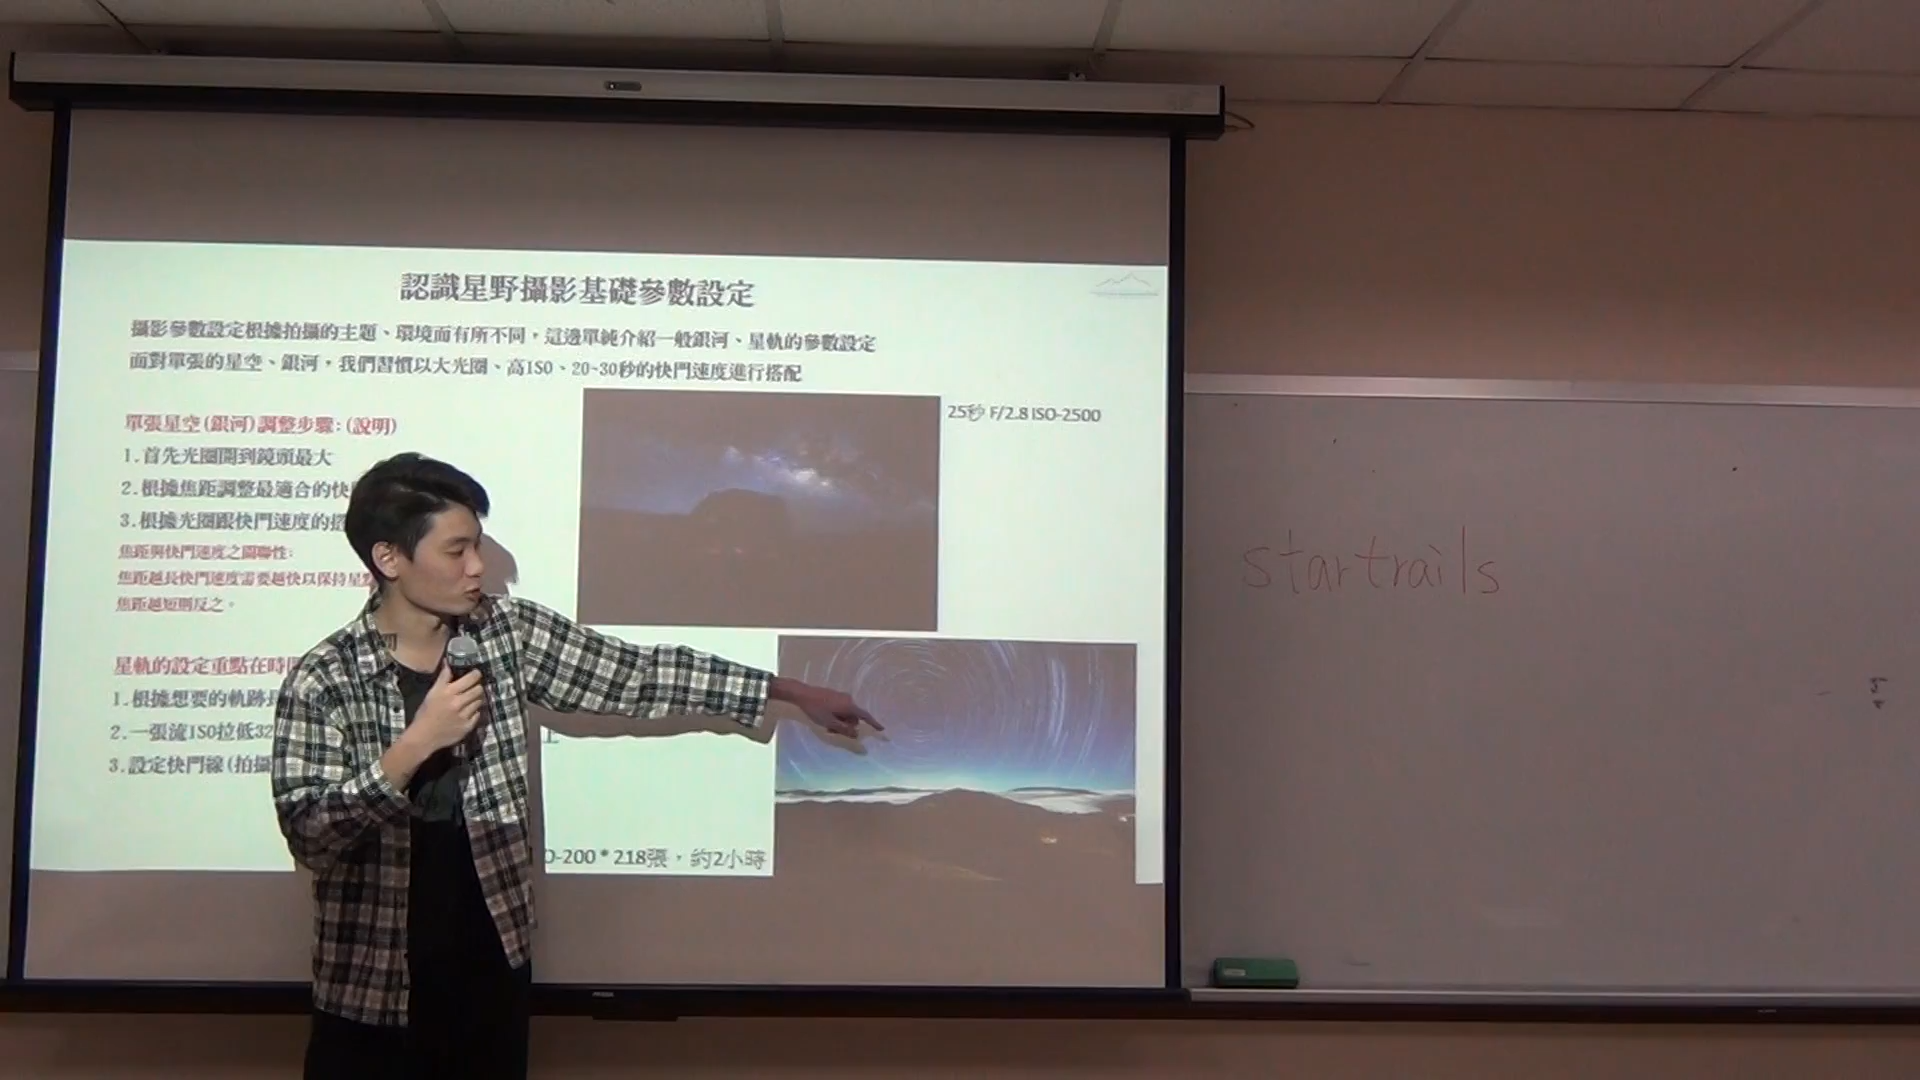 認識星野攝影基礎參數設定
攝影參數設定根據拍攝的主題、環境而有所不同，這邊單純介紹一般銀河、星軌的參數設定
面對單張的星空、銀河，我們習慣以大光圈、高ISO、20~30秒的快門速度進行搭配
單張星空(銀河)調整步驟:(說明)
25秒 F/2.8 ISO-2500
1.首先光圈開到鏡頭最大
2.根據焦距調整最適合的快
3.根據光圈跟快門速度的搭
焦距與快門速度之關聯性:
焦距越長快門速度需要越快以保持星
焦距越短則反之。
星軌的設定重點在時
1.根據想要的軌跡長
2.一張流ISO拉低32
上
3.設定快門線(拍攝
O-200 * 218張，約2小時
startrails